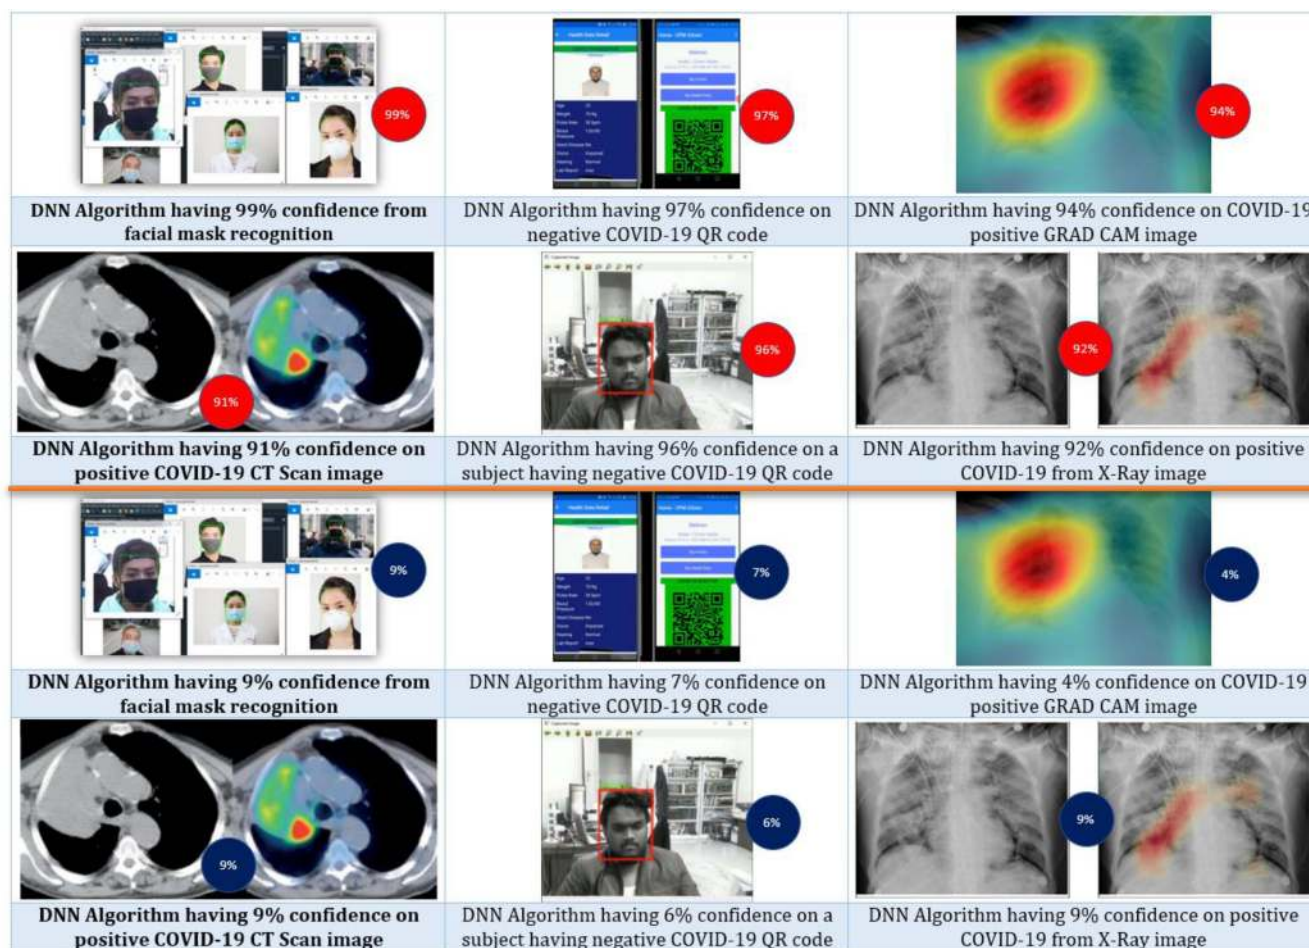 99%
97%
94%
DNN Algorithm having 99% confidence from
facial mask recognition
DNN Algorithm having 97% confidence on
negative COVID-19 QR code
DNN Algorithm having 94% confidence on COVID-19
positive GRAD CAM image
91%
96%
92%
DNN Algorithm having 91% confidence on
positive COVID-19 CT Scan image
DNN Algorithm having 96% confidence on a
subject having negative COVID-19 QR code
DNN Algorithm having 92% confidence on positive
COVID-19 from X-Ray image
9%
7%
4%
DNN Algorithm having 9% confidence from
facial mask recognition
DNN Algorithm having 7% confidence on
negative COVID-19 QR code
DNN Algorithm having 4% confidence on COVID-19
positive GRAD CAM image
9%
6%
9%
DNN Algorithm having 9% confidence on
positive COVID-19 CT Scan image
DNN Algorithm having 6% confidence on a
subject having negative COVID-19 QR code
DNN Algorithm having 9% confidence on positive
COVID-19 from X-Ray image